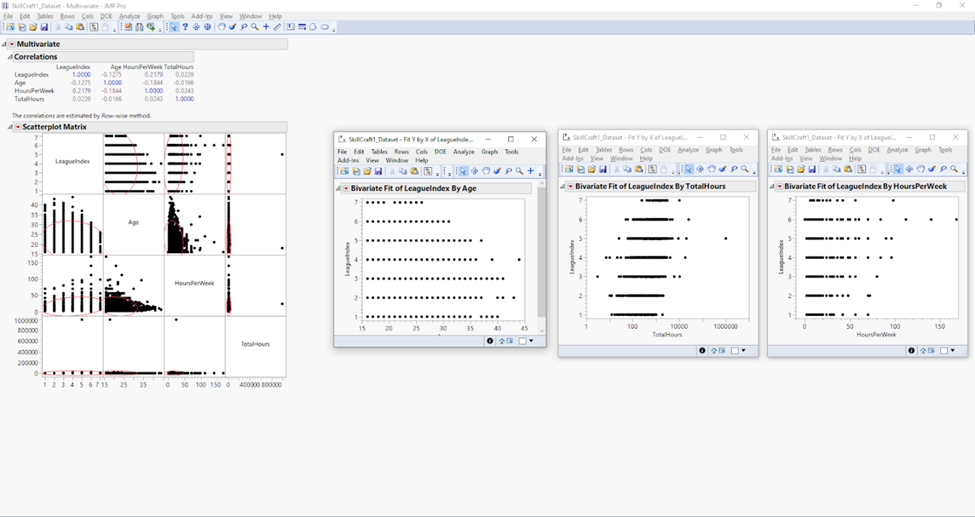 SkillCraft1_Dataset - Multivariate - JMP Pro
File Edit Tables Rows Cols DOE Analyze Graph Tools Add-Ins View Window Help
Multivariate
Correlations
LeagueIndex Age HoursPerWeek TotalHours
LeagueIndex 1.0000 -0.1275 0.2179 0.0239
Age -0.1275 1.0000 -0.1844 -0.0166
HoursPerWeek 0.2179 -0.1844 1.0000 0.0243
TotalHours 0.0239 -0.0166 0.0243 1.0000
The correlations are estimated by Row-wise method.
Scatterplot Matrix
7
6
5
4
3
2
1
LeagueIndex
40
35
30
25
20
15
Age
150
100
50
0
HoursPerWeek
1000000
800000
600000
400000
200000
0
TotalHours
1 2 3 4 5 6 7 15 25 35 0 50 100 150 0 400000 800000
SkillCraft1_Dataset - Fit Y by X of LeagueInde...
File Edit Tables Rows Cols DOE Analyze Graph Tools
Add-Ins View Window Help
Bivariate Fit of LeagueIndex By Age
7
6
5
4
3
2
1
LeagueIndex
15 20 25 30 35 40 45
SkillCraft1_Dataset - Fit Y by X of LeagueI...
File Edit Tables Rows Cols DOE Analyze Graph Tools
Add-Ins View Window Help
Bivariate Fit of LeagueIndex By TotalHours
7
6
5
4
3
2
1
LeagueIndex
1 100 10000 1000000
TotalHours
SkillCraft1_Dataset - Fit Y by X of LeagueI...
File Edit Tables Rows Cols DOE Analyze Graph Tools
Add-Ins View Window Help
Bivariate Fit of LeagueIndex By HoursPerWeek
7
6
5
4
3
2
1
LeagueIndex
0 50 100 150
HoursPerWeek